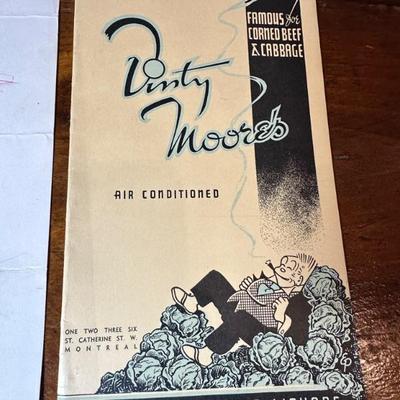 FAMOUS for
CORNED BEEF
& CABBAGE
Dinty
Moore's
AIR CONDITIONED
ONE TWO THREE SIX
ST. CATHERINE ST. W.
MONTREAL